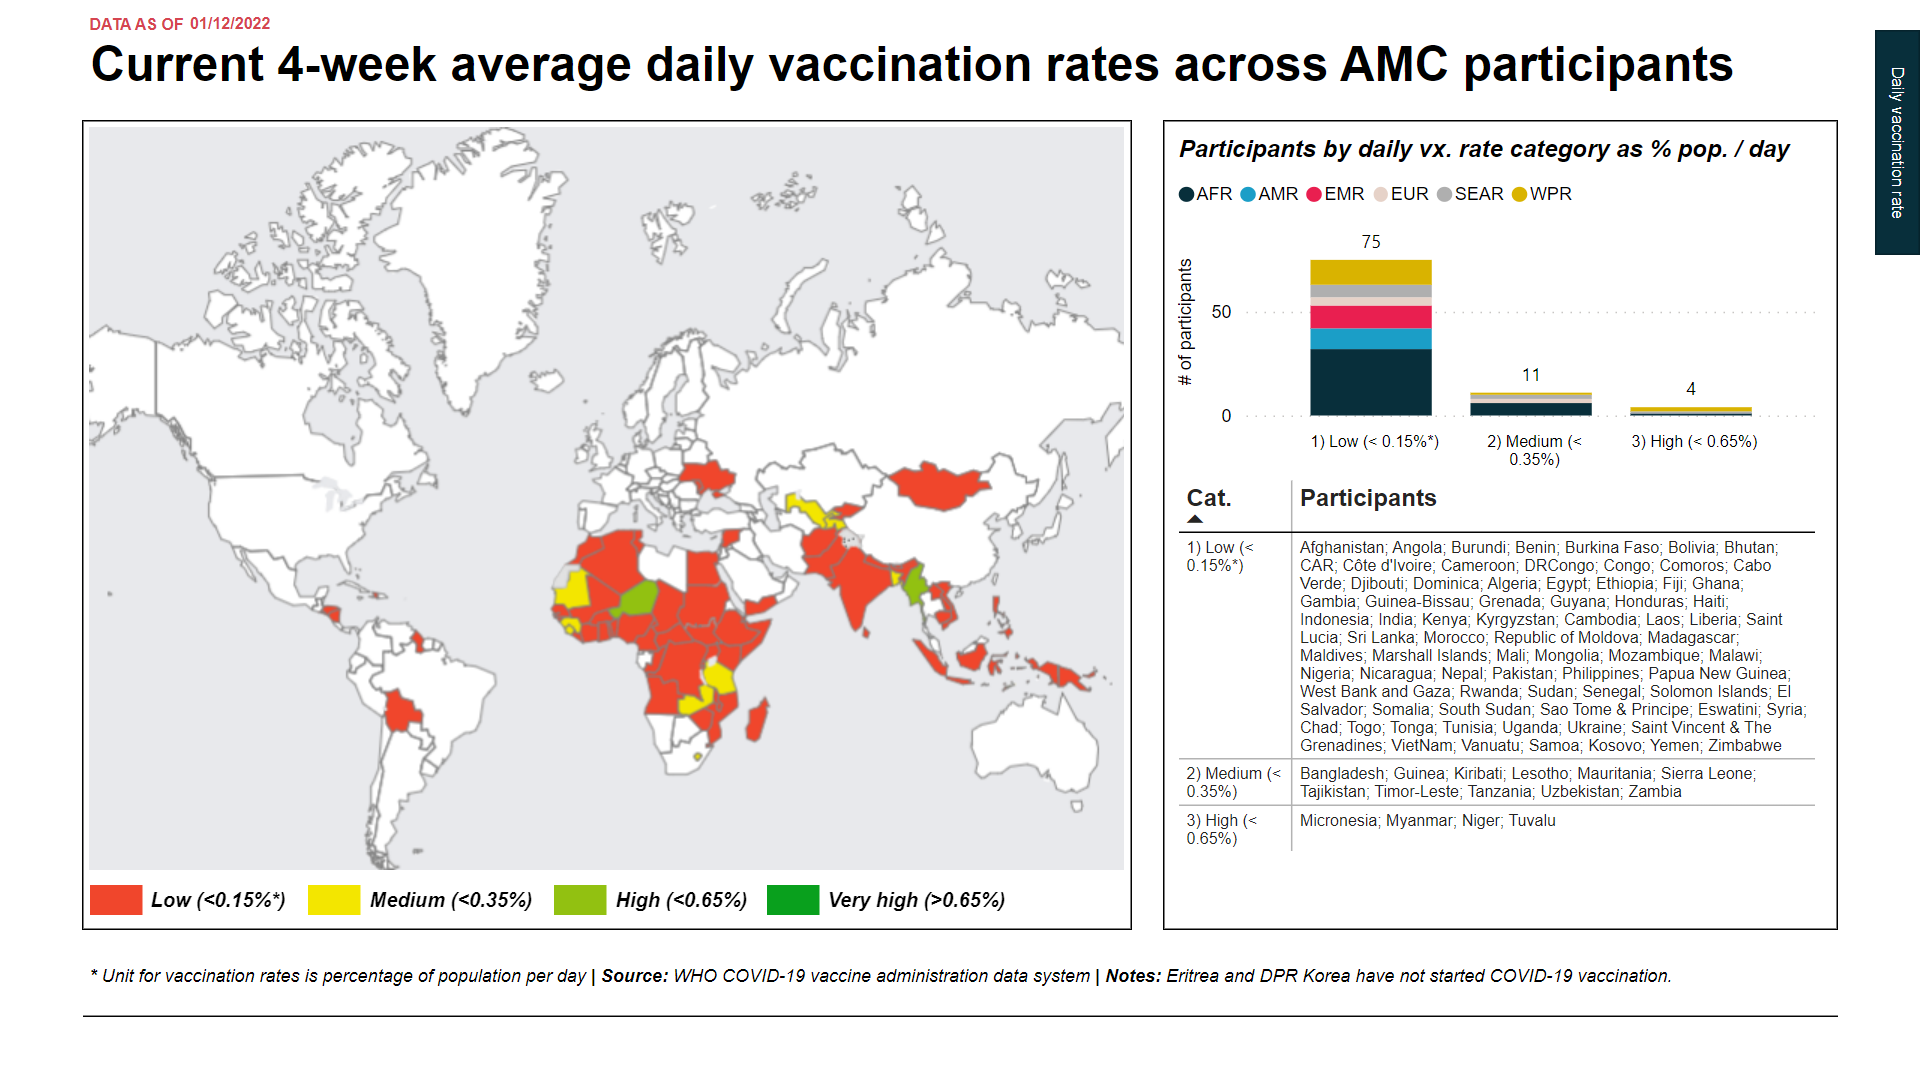 DATA AS OF 01/12/2022
Current 4-week average daily vaccination rates across AMC participants
Daily vaccination rate
Low (<0.15%*)
Medium (<0.35%)
High (<0.65%)
Very high (>0.65%)
Participants by daily vx. rate category as % pop. / day
AFR AMR EMR EUR SEAR WPR
# of participants
50
0
75
11
4
1) Low (< 0.15%*)
2) Medium (<
0.35%)
3) High (< 0.65%)
Cat.
Participants
1) Low (<
0.15%*)
Afghanistan; Angola; Burundi; Benin; Burkina Faso; Bolivia; Bhutan;
CAR; Côte d'Ivoire; Cameroon; DRCongo; Congo; Comoros; Cabo
Verde; Djibouti; Dominica; Algeria; Egypt; Ethiopia; Fiji; Ghana;
Gambia; Guinea-Bissau; Grenada; Guyana; Honduras; Haiti;
Indonesia; India; Kenya; Kyrgyzstan; Cambodia; Laos; Liberia; Saint
Lucia; Sri Lanka; Morocco; Republic of Moldova; Madagascar;
Maldives; Marshall Islands; Mali; Mongolia; Mozambique; Malawi;
Nigeria; Nicaragua; Nepal; Pakistan; Philippines; Papua New Guinea;
West Bank and Gaza; Rwanda; Sudan; Senegal; Solomon Islands; El
Salvador; Somalia; South Sudan; Sao Tome & Principe; Eswatini; Syria;
Chad; Togo; Tonga; Tunisia; Uganda; Ukraine; Saint Vincent & The
Grenadines; VietNam; Vanuatu; Samoa; Kosovo; Yemen; Zimbabwe
2) Medium (<
0.35%)
Bangladesh; Guinea; Kiribati; Lesotho; Mauritania; Sierra Leone;
Tajikistan; Timor-Leste; Tanzania; Uzbekistan; Zambia
3) High (<
0.65%)
Micronesia; Myanmar; Niger; Tuvalu
* Unit for vaccination rates is percentage of population per day | Source: WHO COVID-19 vaccine administration data system | Notes: Eritrea and DPR Korea have not started COVID-19 vaccination.